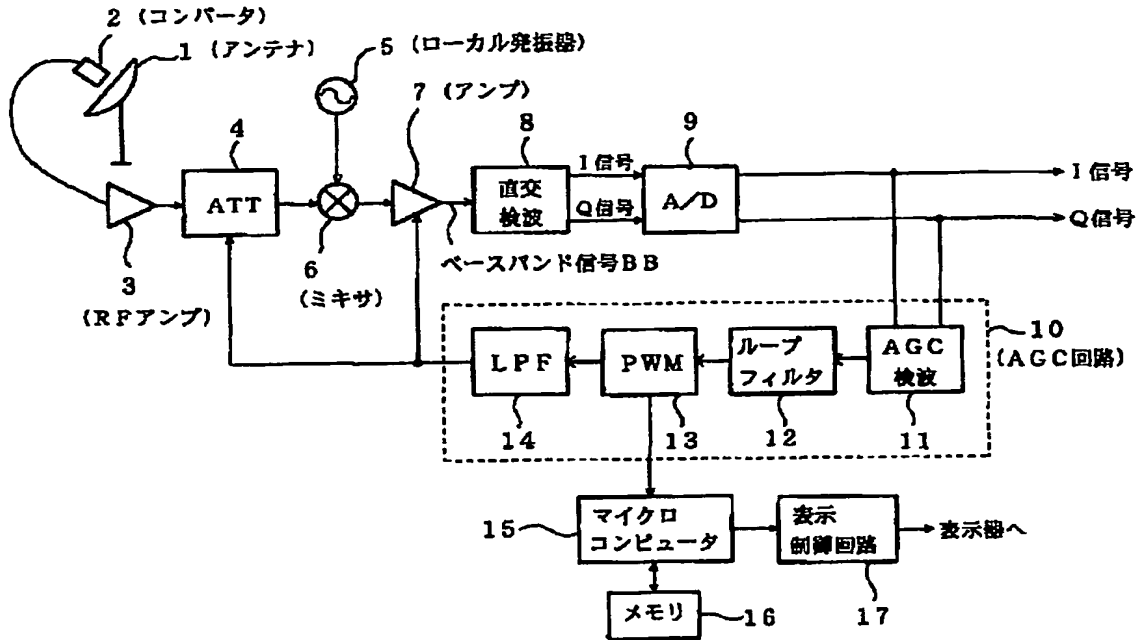 2 (コンバータ)
1 (アンテナ)
5 (ローカル発振器)
7 (アンプ)
4
8
9
ATT
直交
検波
I信号
Q信号
A/D
I信号
Q信号
3
(RFアンプ)
6
(ミキサ)
ベースバンド信号BB
10
(AGC回路)
LPF
PWM
ループ
フィルタ
AGC
検波
14
13
12
11
15
マイクロ
コンピュータ
表示
制御回路
表示器へ
メモリ
16
17